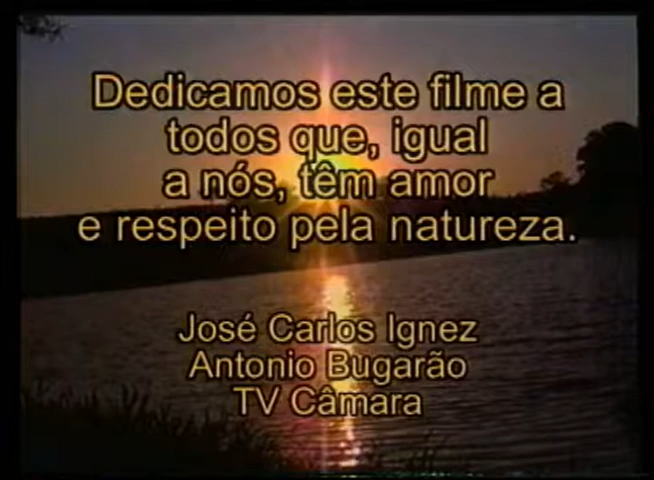 Dedicamos este filme a
todos que, igual
a nós, têm amor
e respeito pela natureza.
José Carlos Ignez
Antonio Bugarão
TV Câmara